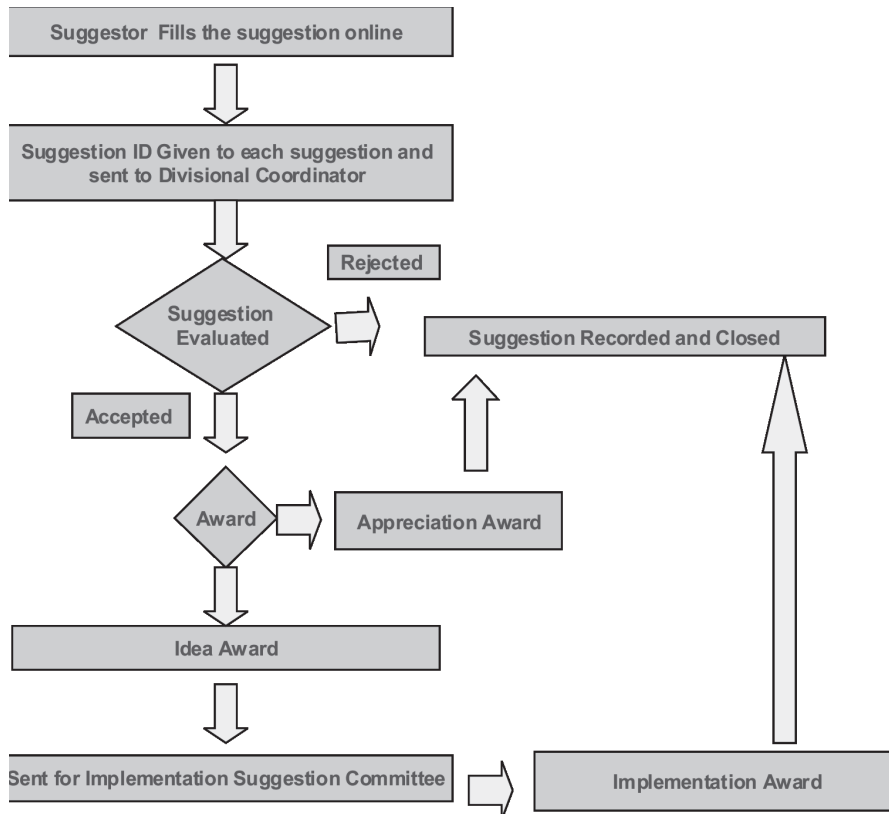 Suggestor Fills the suggestion online
Suggestion ID Given to each suggestion and
sent to Divisional Coordinator
Rejected
Suggestion
Evaluated
Suggestion Recorded and Closed
Accepted
Award
Appreciation Award
Idea Award
Sent for Implementation Suggestion Committee
Implementation Award